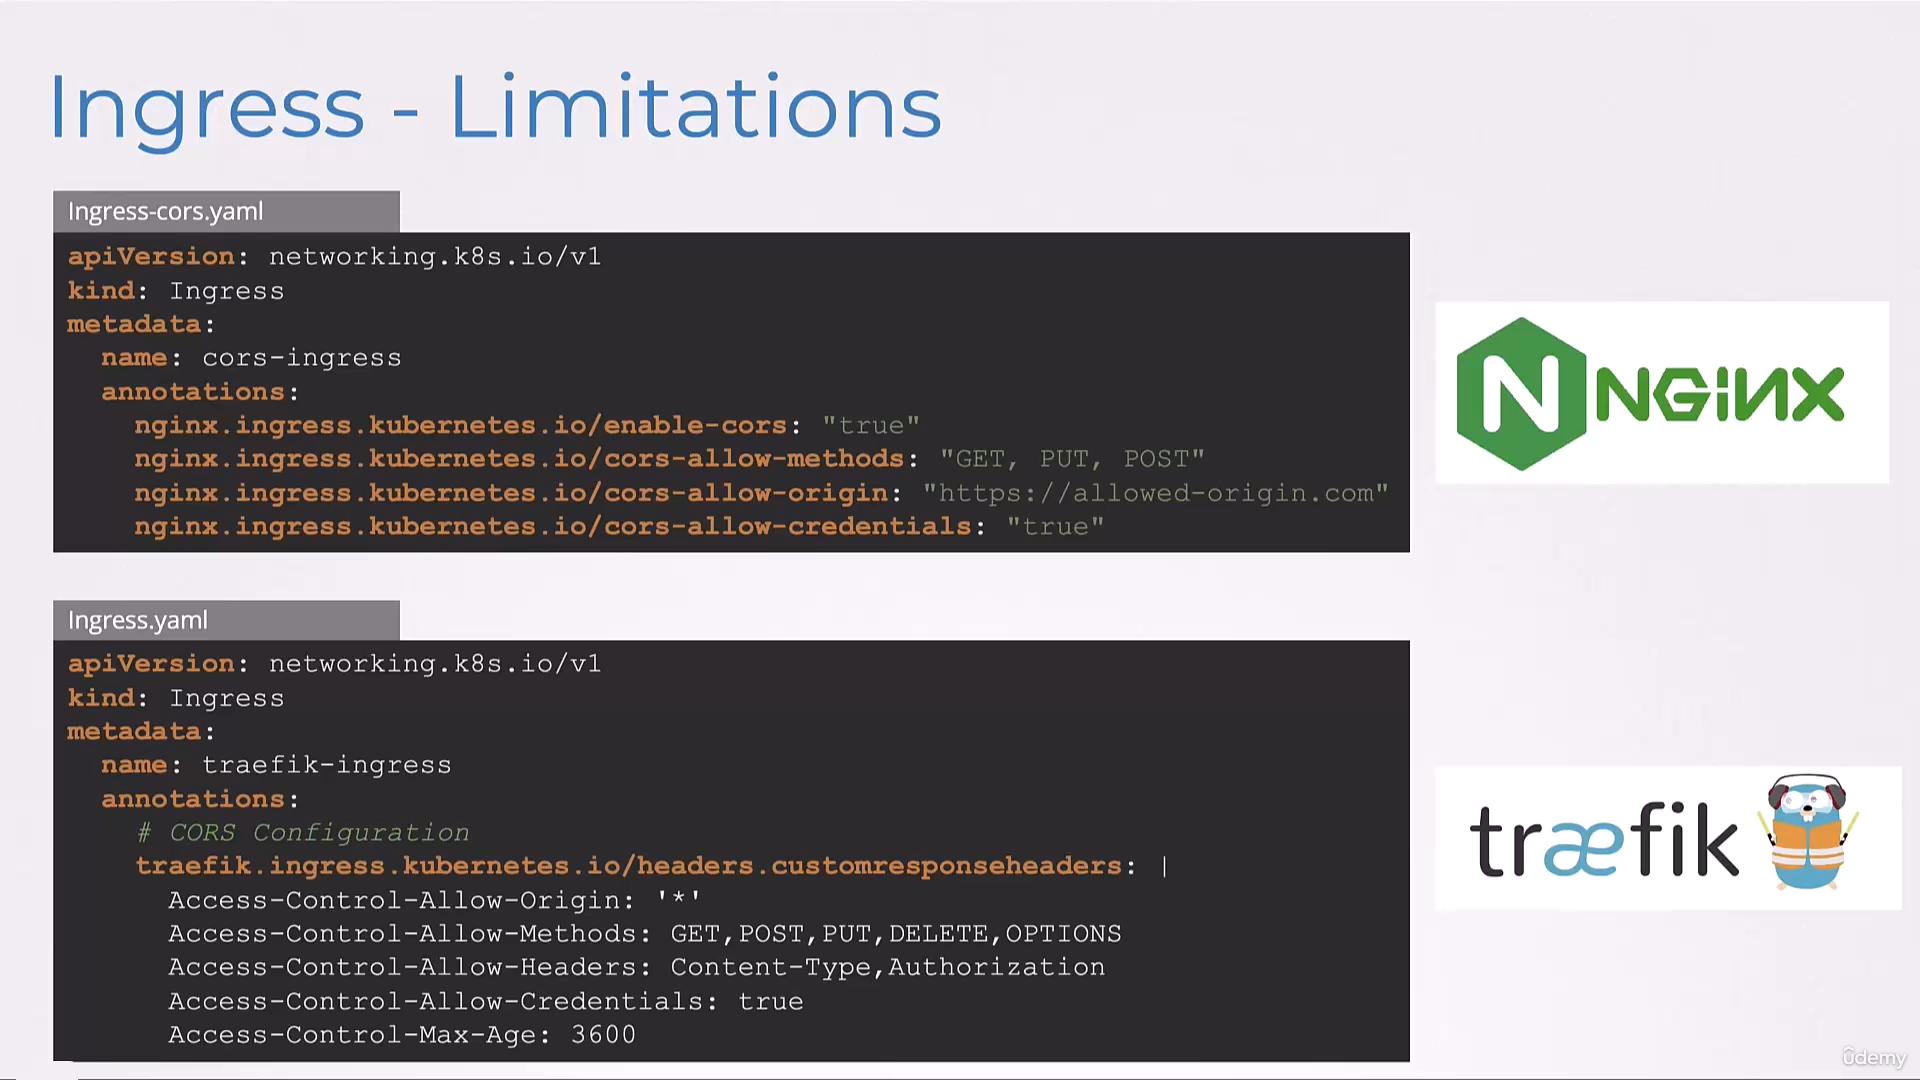 Ingress - Limitations
Ingress-cors.yaml
apiVersion: networking.k8s.io/v1
kind: Ingress
metadata:
  name: cors-ingress
  annotations:
    nginx.ingress.kubernetes.io/enable-cors: "true"
    nginx.ingress.kubernetes.io/cors-allow-methods: "GET, PUT, POST"
    nginx.ingress.kubernetes.io/cors-allow-origin: "https://allowed-origin.com"
    nginx.ingress.kubernetes.io/cors-allow-credentials: "true"
N NGINX
Ingress.yaml
apiVersion: networking.k8s.io/v1
kind: Ingress
metadata:
  name: traefik-ingress
  annotations:
    # CORS Configuration
    traefik.ingress.kubernetes.io/headers.customresponseheaders: |
      Access-Control-Allow-Origin: '*'
      Access-Control-Allow-Methods: GET,POST,PUT,DELETE,OPTIONS
      Access-Control-Allow-Headers: Content-Type,Authorization
      Access-Control-Allow-Credentials: true
      Access-Control-Max-Age: 3600
træfik
ûdemy